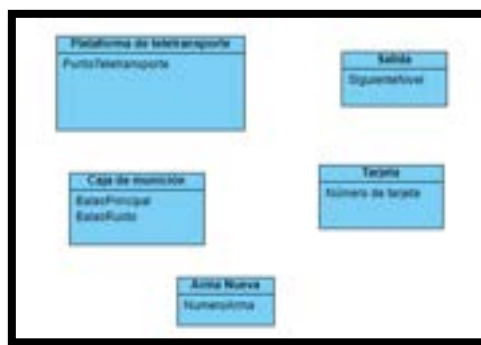 Plataforma de teletransporte
PuntoTeletransporte
Salida
SiguienteNivel
Caja de munición
BalasPrincipal
BalasRuido
Tarjeta
Número de tarjeta
Arma Nueva
NumeroArma